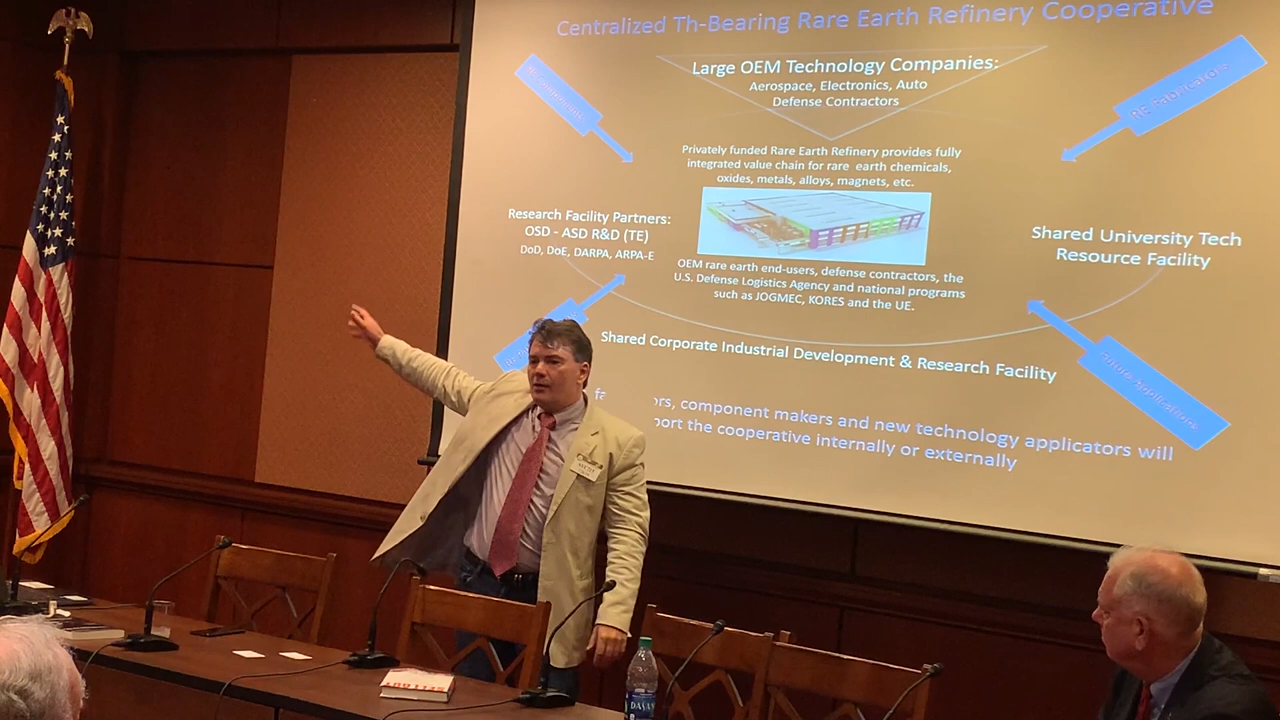 Centralized Th-Bearing Rare Earth Refinery Cooperative
Large OEM Technology Companies:
Aerospace, Electronics, Auto
Defense Contractors
RE Fabricators
Privately funded Rare Earth Refinery provides fully
integrated value chain for rare earth chemicals,
oxides, metals, alloys, magnets, etc.
Research Facility Partners:
OSD - ASD R&D (TE)
DoD, DoE, DARPA, ARPA-E
Shared University Tech
Resource Facility
OEM rare earth end-users, defense contractors, the
U.S. Defense Logistics Agency and national programs
such as JOGMEC, KORES and the UE.
Shared Corporate Industrial Development & Research Facility
Future Applications
component makers and new technology applicators will
the cooperative internally or externally
DASANI